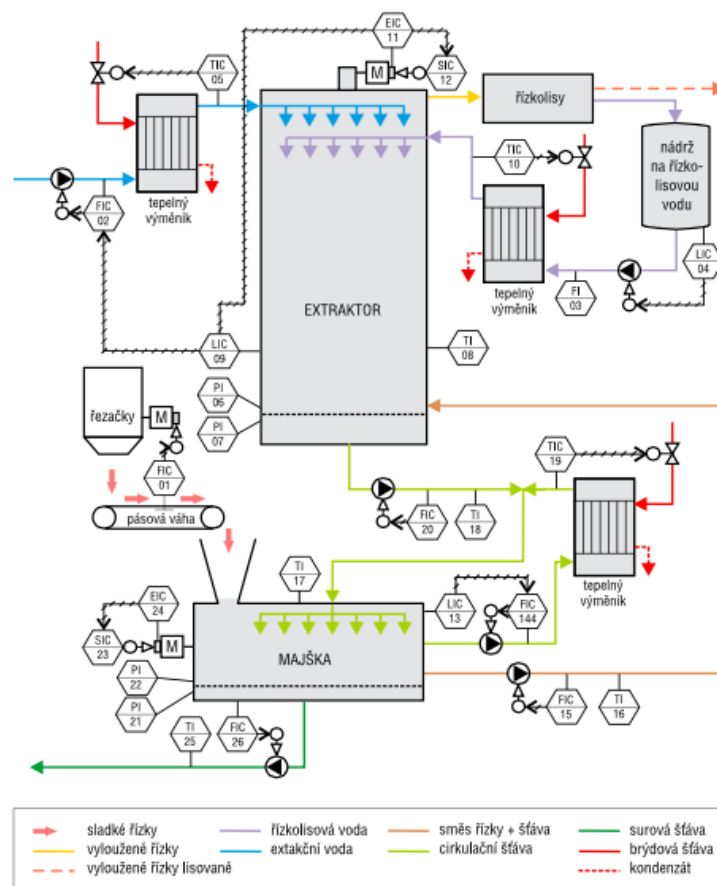 EIC
11
TIC
05
M
SIC
12
řízkolisy
nádrž
na řízko-
lisovou
vodu
TIC
10
FIC
02
tepelný
výměník
LIC
04
FI
03
tepelný
výměník
EXTRAKTOR
LIC
09
TI
08
PI
06
PI
07
řezačky
M
FIC
01
pásová váha
TIC
19
FIC
20
TI
18
tepelný
výměník
TI
17
EIC
24
LIC
13
FIC
144
SIC
23
M
MAJŠKA
PI
22
PI
21
FIC
15
TI
16
TI
25
FIC
26
sladké řízky
řízkolisová voda
směs řízky + šťáva
surová šťáva
vyloužené řízky
extakční voda
cirkulační šťáva
brýdová šťáva
vyloužené řízky lisované
kondenzát